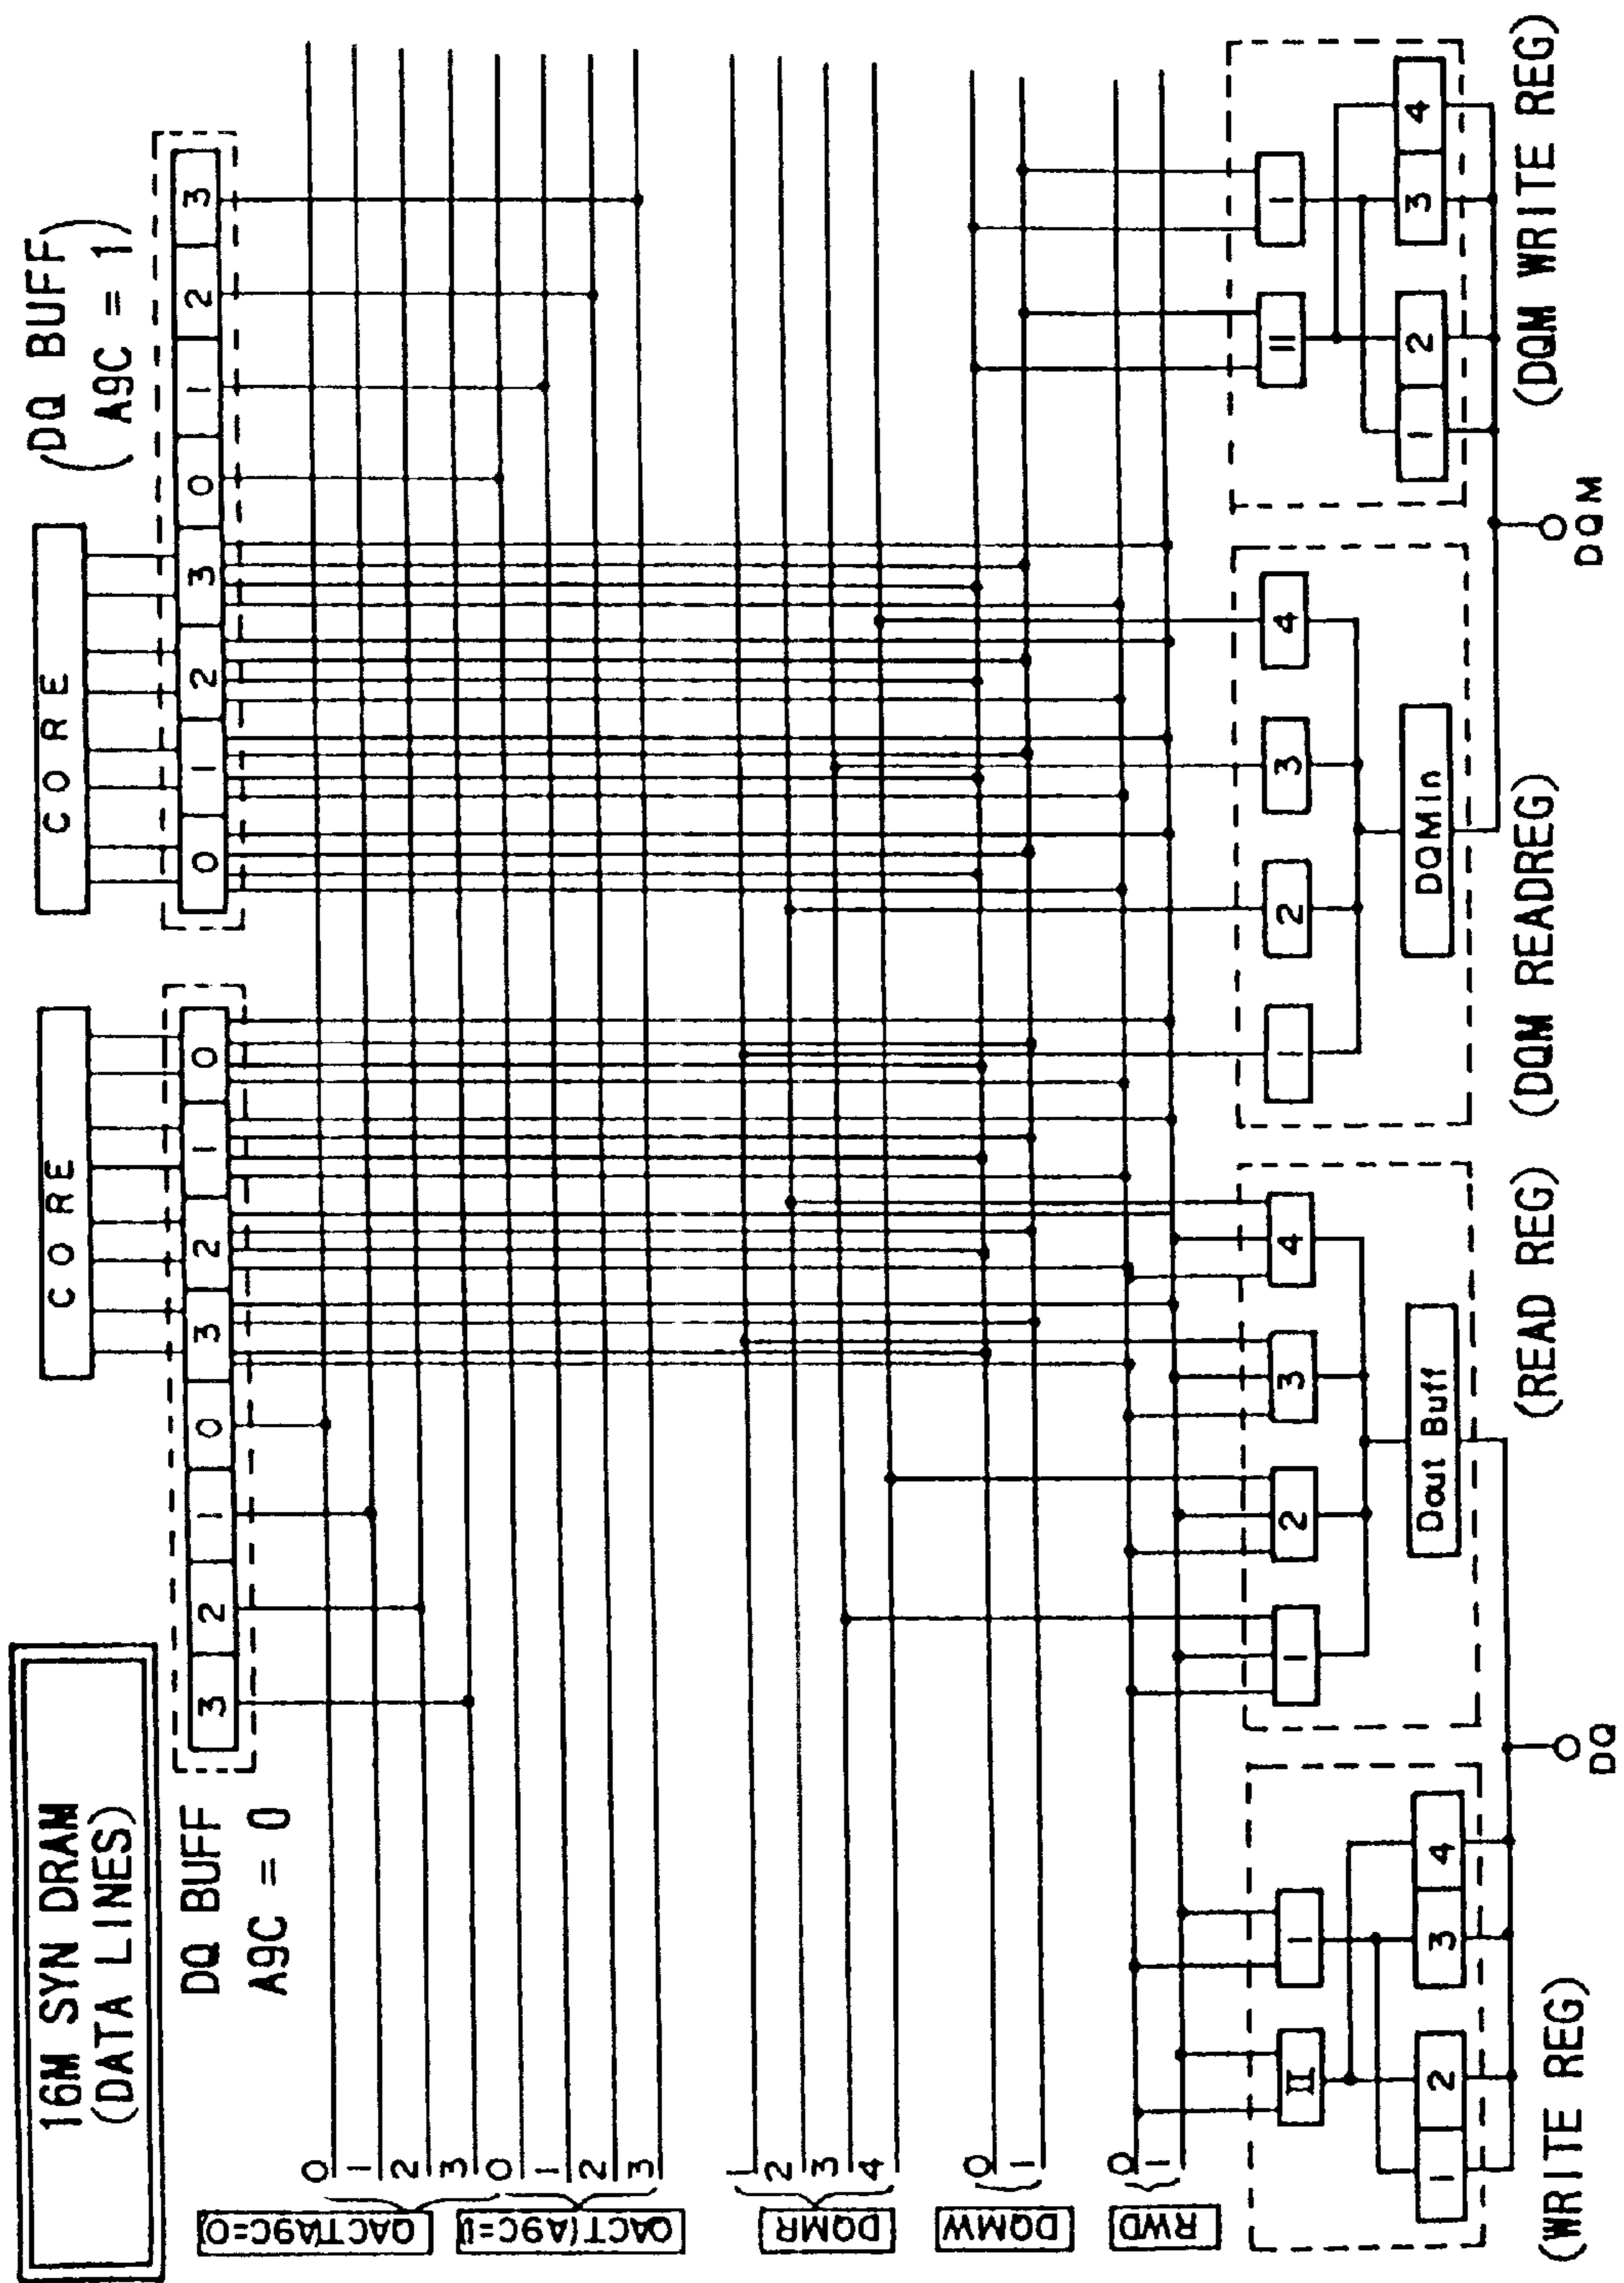 16M SYN DRAM
(DATA LINES)
CORE
CORE
DQ BUFF
A9C = 0
(DQ BUFF)
(A9C = 1)
3 2 1 0 3 2 1 0
0 1 2 3 0 1 2 3
QACT(A9C=0)
0
1
2
3
QACT(A9C=1)
0
1
2
3
DQMR
1
2
3
4
DQMW
0
1
RWD
0
1
II I
1 2 3 4
(WRITE REG)
1 2 3 4
Dout Buff
(READ REG)
DQ
1 2 3 4
DQMin
(DQM READREG)
II I
1 2 3 4
(DQM WRITE REG)
DQM